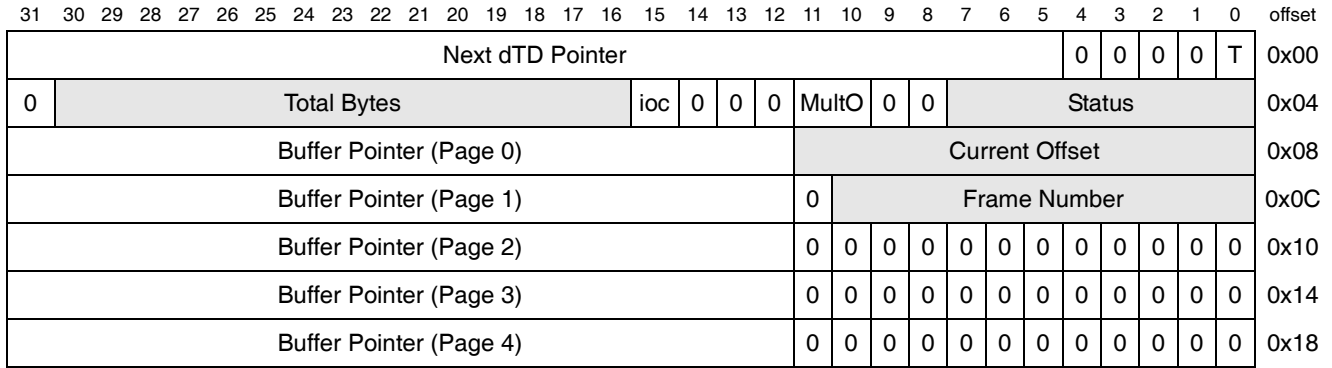 31 30 29 28 27 26 25 24 23 22 21 20 19 18 17 16 15 14 13 12 11 10 9 8 7 6 5 4 3 2 1 0 offset
Next dTD Pointer 0 0 0 0 T 0x00
0 Total Bytes ioc 0 0 0 MultO 0 0 Status 0x04
Buffer Pointer (Page 0) Current Offset 0x08
Buffer Pointer (Page 1) 0 Frame Number 0x0C
Buffer Pointer (Page 2) 0 0 0 0 0 0 0 0 0 0 0 0 0x10
Buffer Pointer (Page 3) 0 0 0 0 0 0 0 0 0 0 0 0 0x14
Buffer Pointer (Page 4) 0 0 0 0 0 0 0 0 0 0 0 0 0x18